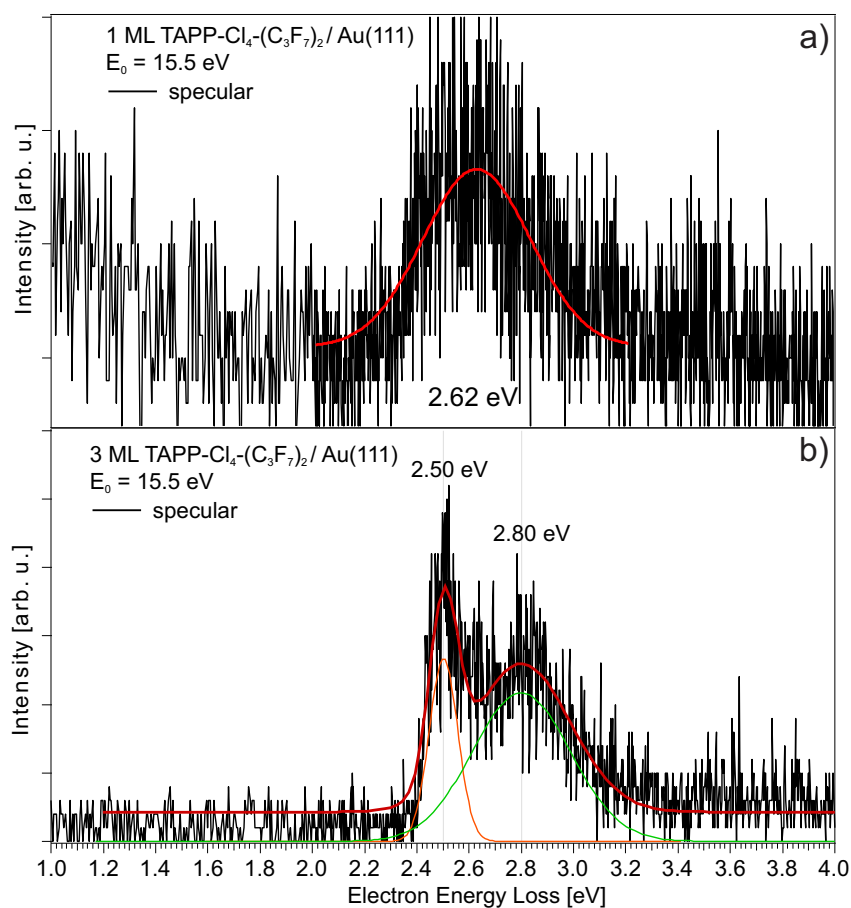 1 ML TAPP-Cl₄-(C₃F₇)₂ / Au(111)
a)
E₀ = 15.5 eV
specular
Intensity [arb. u.]
2.62 eV
3 ML TAPP-Cl₄-(C₃F₇)₂ / Au(111)
b)
E₀ = 15.5 eV
2.50 eV
specular
2.80 eV
Intensity [arb. u.]
1.0 1.2 1.4 1.6 1.8 2.0 2.2 2.4 2.6 2.8 3.0 3.2 3.4 3.6 3.8 4.0
Electron Energy Loss [eV]